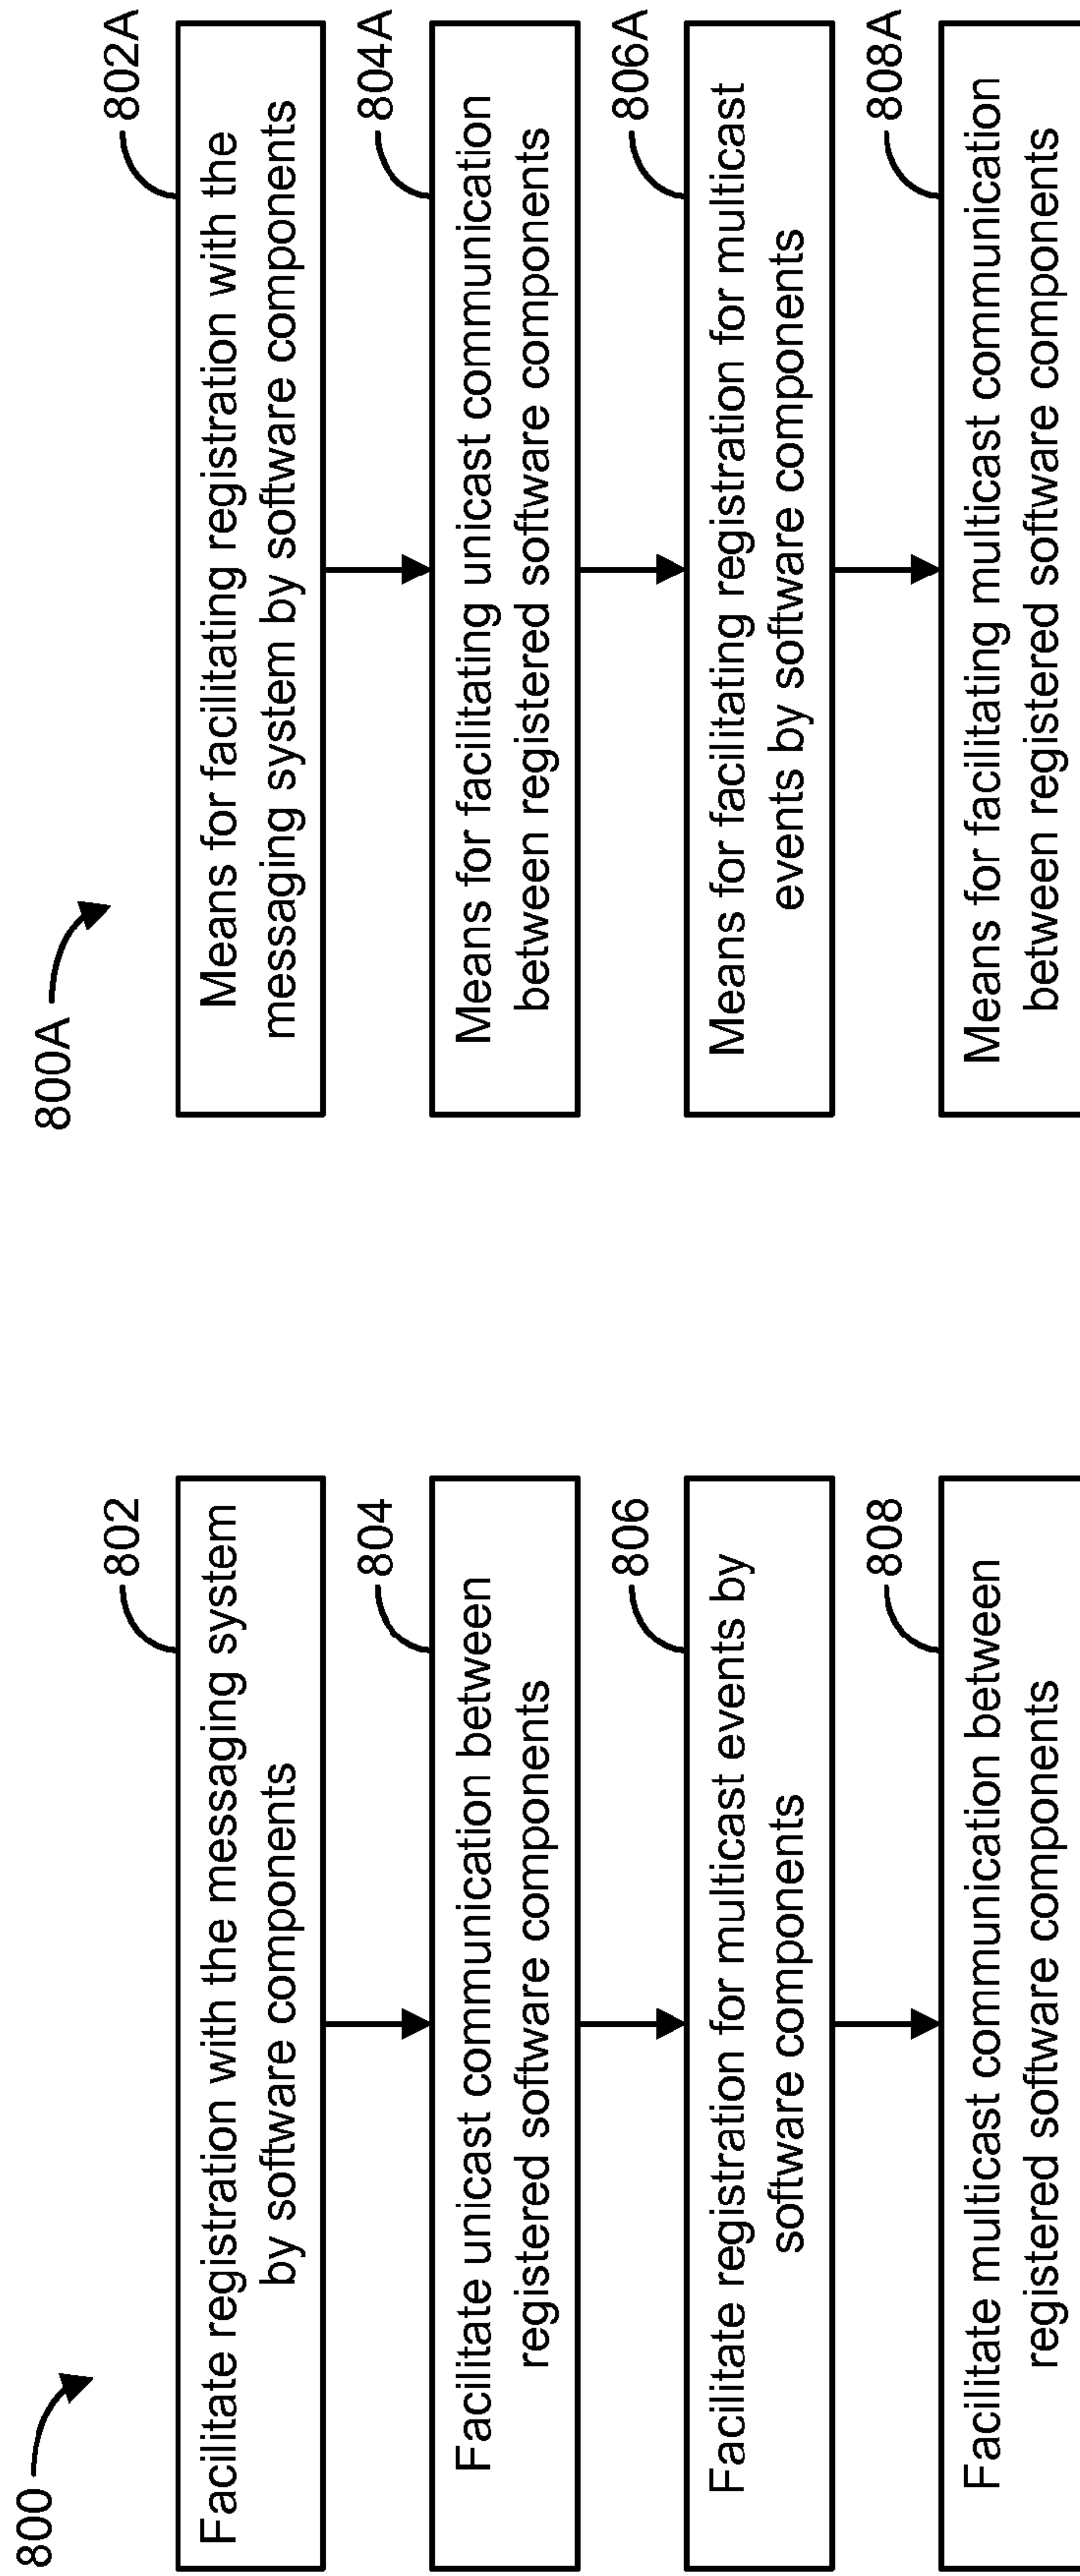 800
802
Facilitate registration with the messaging system
by software components
804
Facilitate unicast communication between
registered software components
806
Facilitate registration for multicast events by
software components
808
Facilitate multicast communication between
registered software components
800A
802A
Means for facilitating registration with the
messaging system by software components
804A
Means for facilitating unicast communication
between registered software components
806A
Means for facilitating registration for multicast
events by software components
808A
Means for facilitating multicast communication
between registered software components